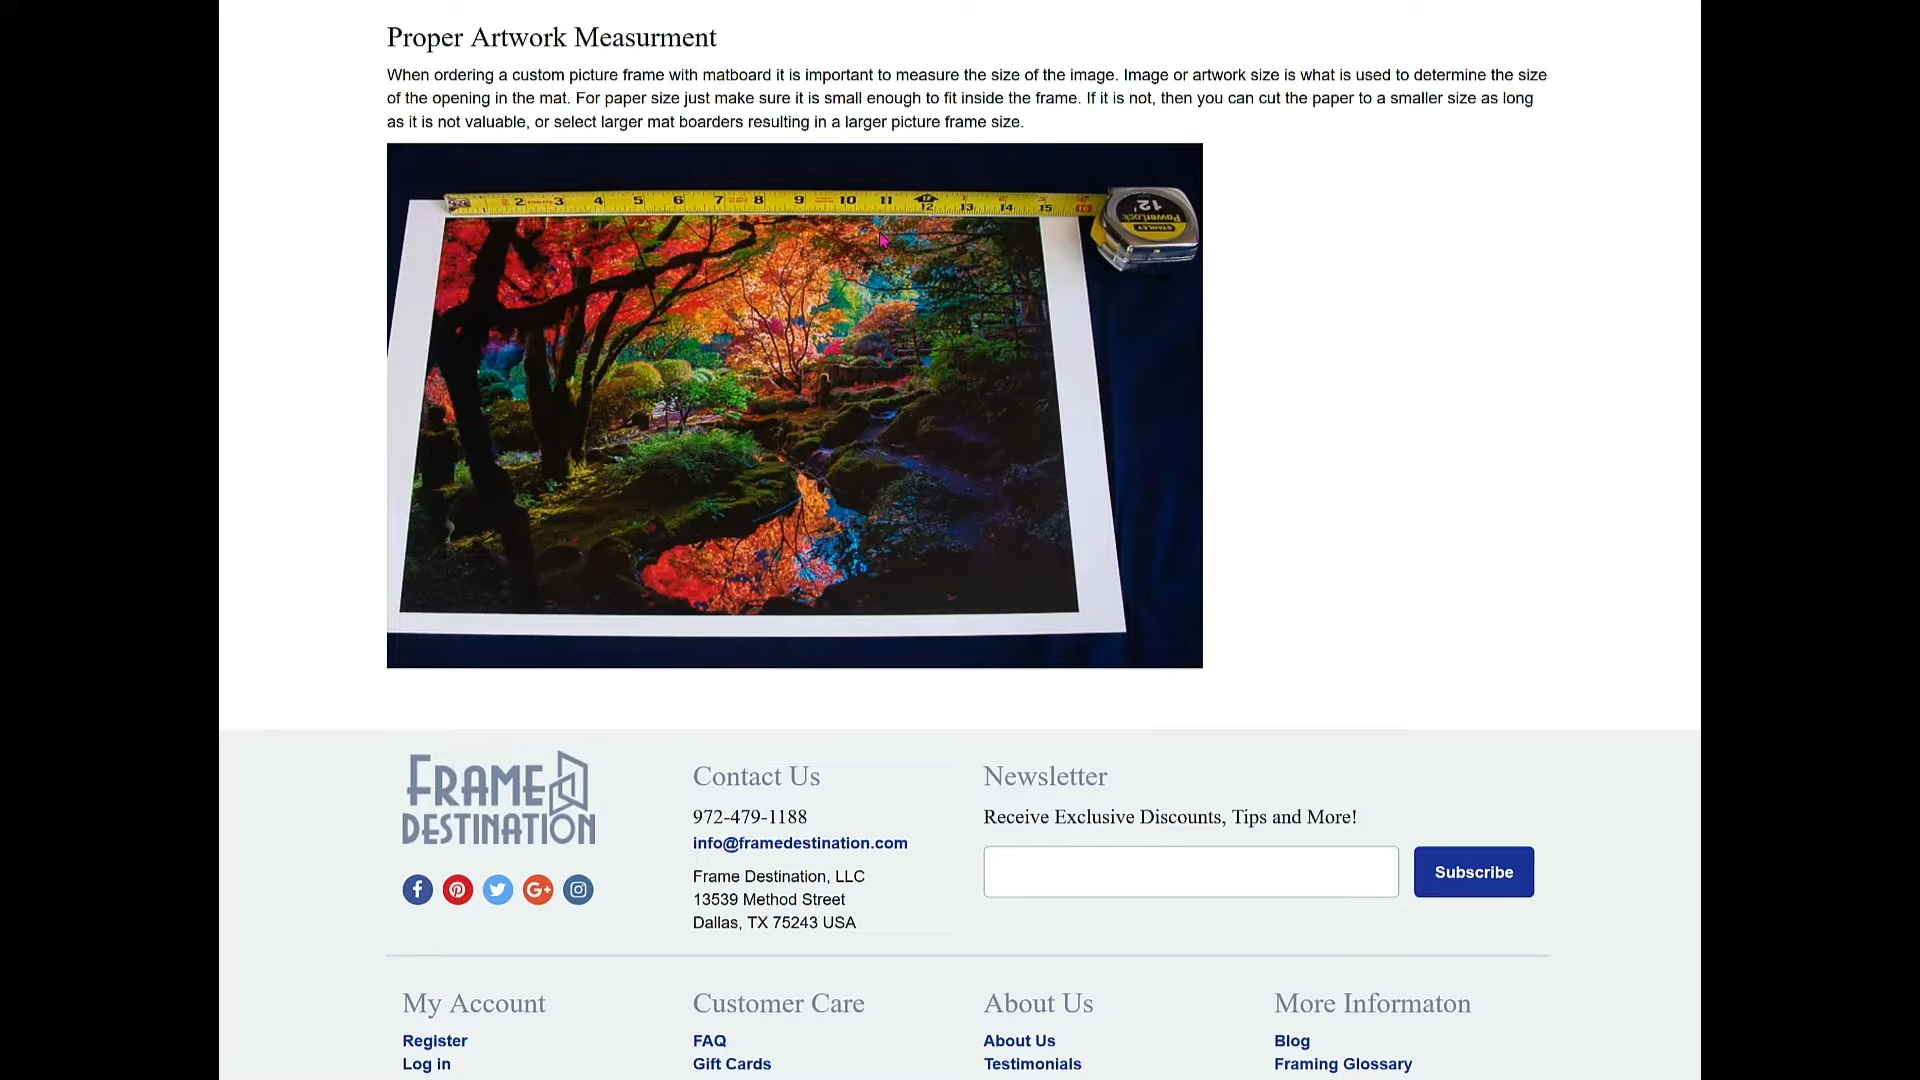 Proper Artwork Measurment
When ordering a custom picture frame with matboard it is important to measure the size of the image. Image or artwork size is what is used to determine the size
of the opening in the mat. For paper size just make sure it is small enough to fit inside the frame. If it is not, then you can cut the paper to a smaller size as long
as it is not valuable, or select larger mat boarders resulting in a larger picture frame size.
2 3 4 5 6 7 8 9 10 11 12 13 14 15
12'
PowerLock
STANLEY
FRAME
DESTINATION
Contact Us
972-479-1188
info@framedestination.com
Frame Destination, LLC
13539 Method Street
Dallas, TX 75243 USA
Newsletter
Receive Exclusive Discounts, Tips and More!
Subscribe
My Account
Register
Log in
Customer Care
FAQ
Gift Cards
About Us
About Us
Testimonials
More Informaton
Blog
Framing Glossary